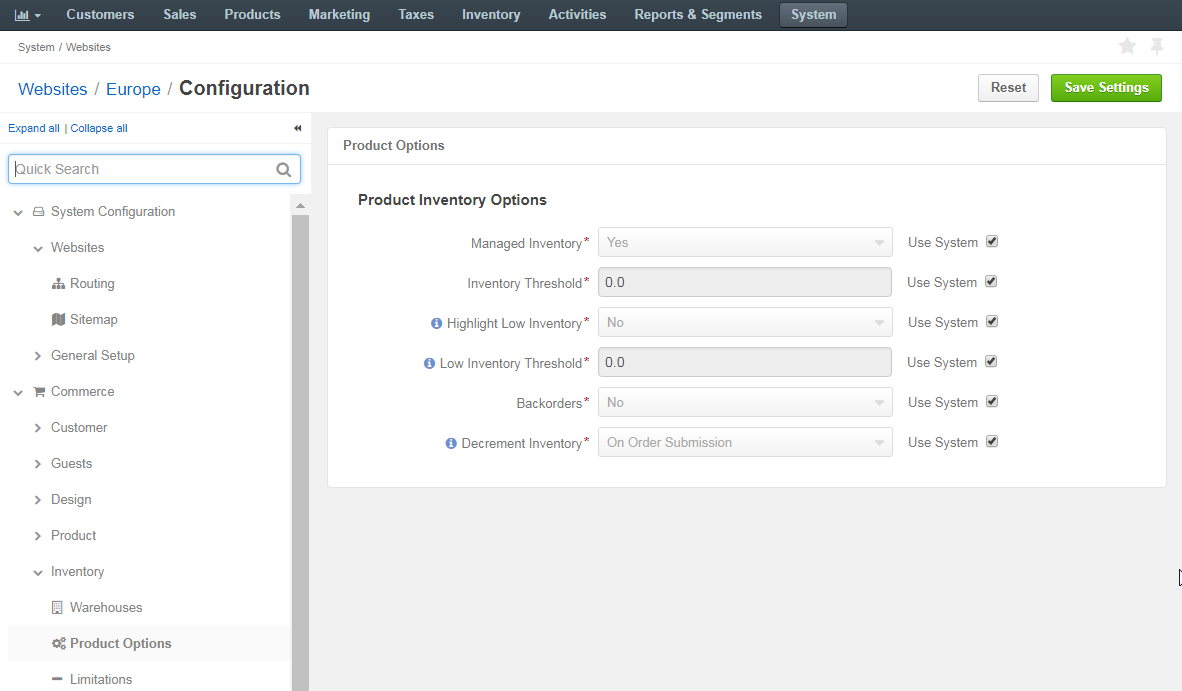 Customers Sales Products Marketing Taxes Inventory Activities Reports & Segments System
System / Websites
Websites / Europe / Configuration
Reset Save Settings
Expand all | Collapse all
Quick Search
System Configuration
Websites
Routing
Sitemap
General Setup
Commerce
Customer
Guests
Design
Product
Inventory
Warehouses
Product Options
Limitations
Product Options
Product Inventory Options
Managed Inventory* Yes Use System
Inventory Threshold* 0.0 Use System
Highlight Low Inventory* No Use System
Low Inventory Threshold* 0.0 Use System
Backorders* No Use System
Decrement Inventory* On Order Submission Use System